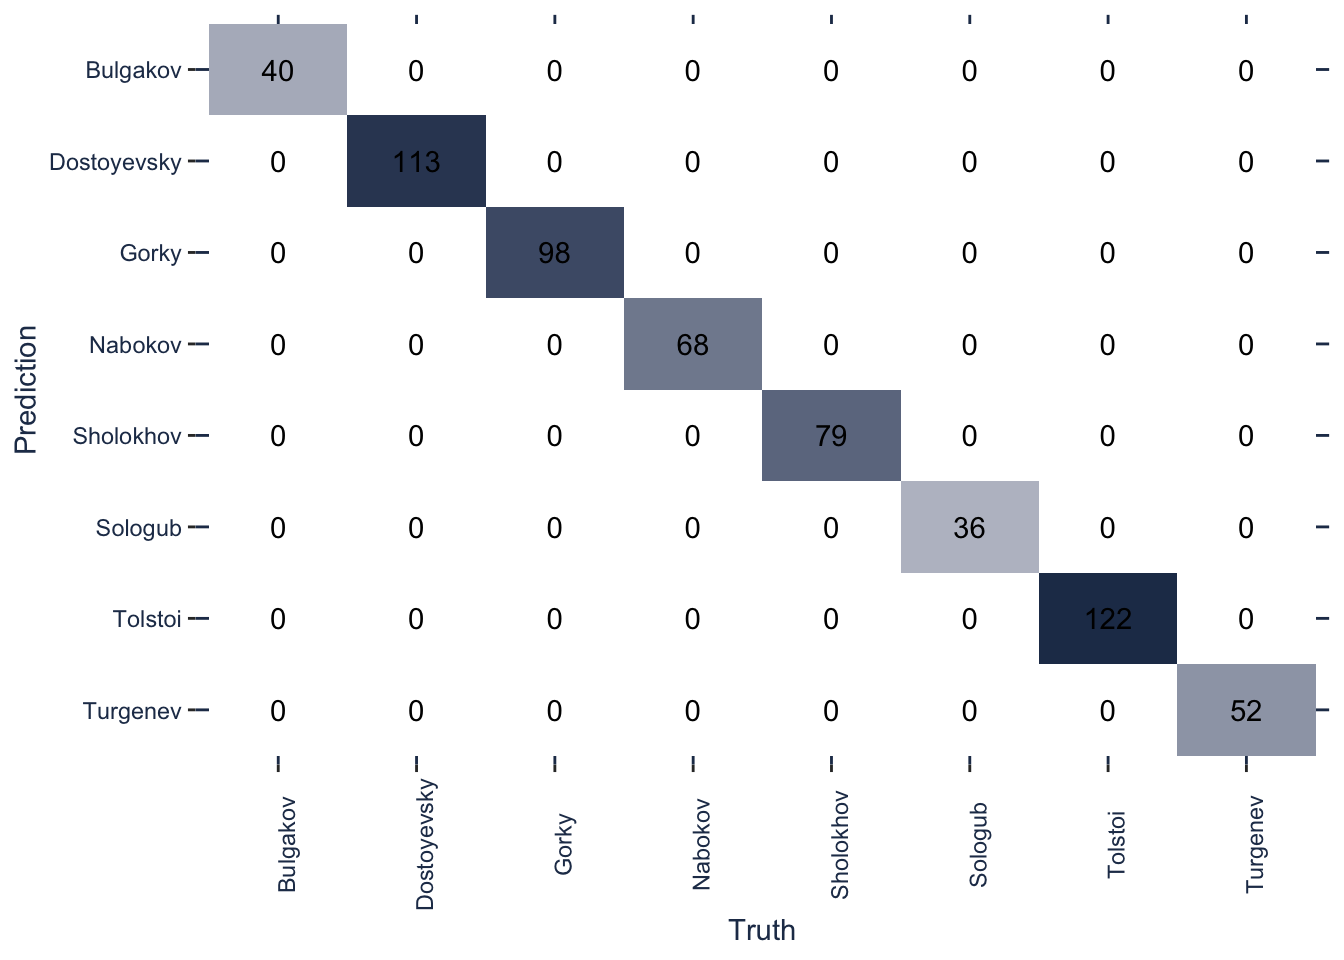 Bulgakov 40 0 0 0 0 0 0 0
Dostoyevsky 0 113 0 0 0 0 0 0
Gorky 0 0 98 0 0 0 0 0
Nabokov 0 0 0 68 0 0 0 0
Sholokhov 0 0 0 0 79 0 0 0
Sologub 0 0 0 0 0 36 0 0
Tolstoi 0 0 0 0 0 0 122 0
Turgenev 0 0 0 0 0 0 0 52
Prediction
Bulgakov Dostoyevsky Gorky Nabokov Sholokhov Sologub Tolstoi Turgenev
Truth